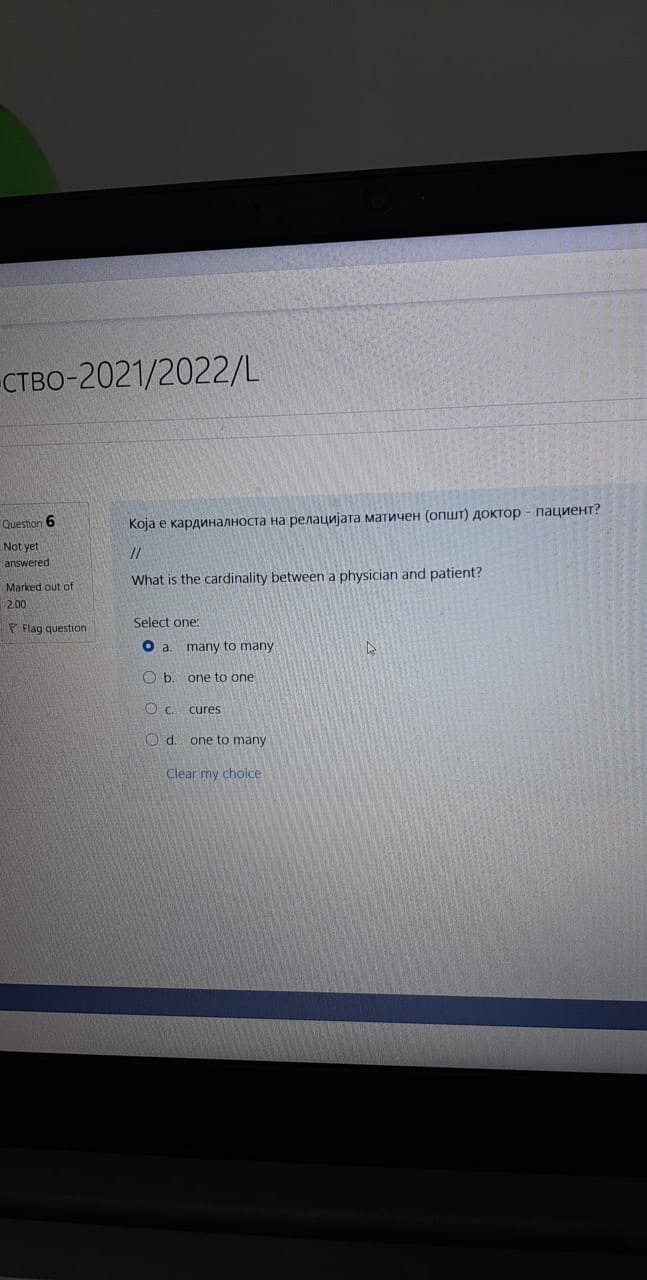 ство-2021/2022/L
Question 6
Not yet
answered
Marked out of
2.00
Flag question
Која е кардиналноста на релацијата матичен (општ) доктор - пациент?
//
What is the cardinality between a physician and patient?
Select one:
a. many to many
b. one to one
c. cures
d. one to many
Clear my choice